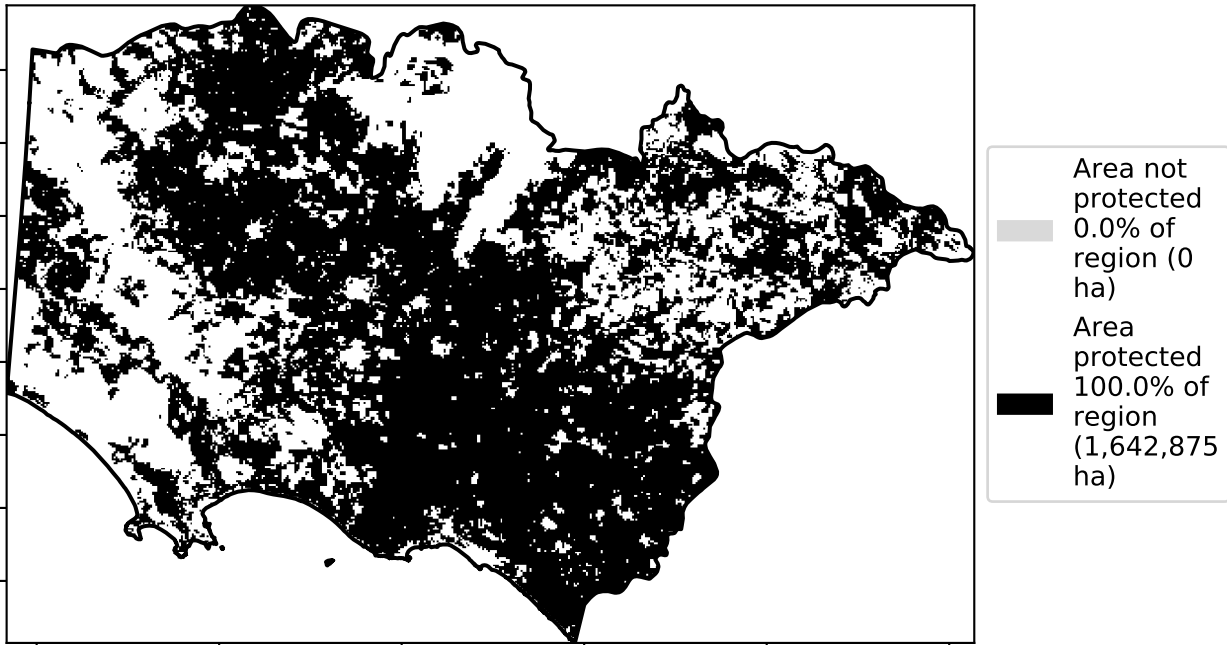 Area not
protected
0.0% of
region (0
ha)
Area
protected
100.0% of
region
(1,642,875
ha)